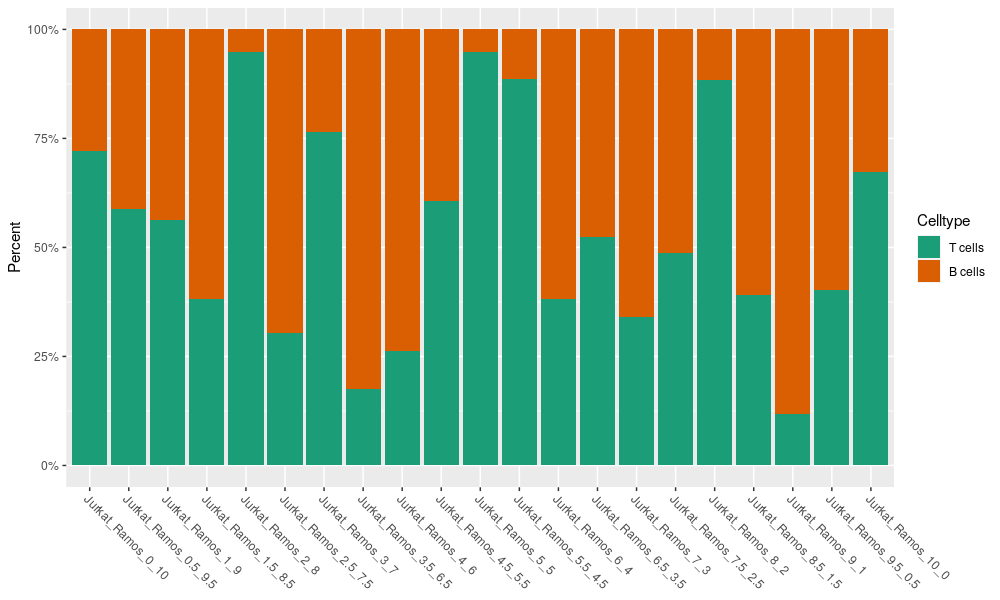 100%
75%
50%
25%
0%
Percent
Jurkat_Ramos_0_10
Jurkat_Ramos_0.5_9.5
Jurkat_Ramos_1_9
Jurkat_Ramos_1.5_8.5
Jurkat_Ramos_2_8
Jurkat_Ramos_2.5_7.5
Jurkat_Ramos_3_7
Jurkat_Ramos_3.5_6.5
Jurkat_Ramos_4_6
Jurkat_Ramos_4.5_5.5
Jurkat_Ramos_5_5
Jurkat_Ramos_5.5_4.5
Jurkat_Ramos_6_4
Jurkat_Ramos_6.5_3.5
Jurkat_Ramos_7_3
Jurkat_Ramos_7.5_2.5
Jurkat_Ramos_8_2
Jurkat_Ramos_8.5_1.5
Jurkat_Ramos_9_1
Jurkat_Ramos_9.5_0.5
Jurkat_Ramos_10_0
Celltype
T cells
B cells